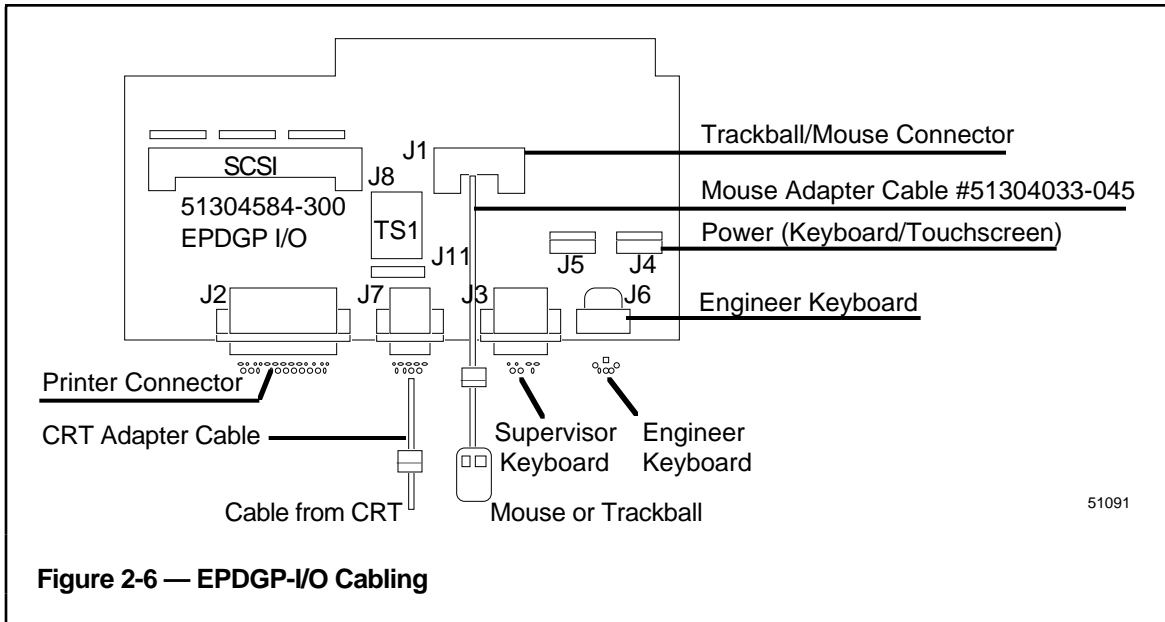 Trackball/Mouse Connector
J1
SCSI
J8
Mouse Adapter Cable #51304033-045
51304584-300
EPDGP I/O
TS1
Power (Keyboard/Touchscreen)
J11
J5
J4
J2
J7
J3
J6
Engineer Keyboard
Printer Connector
CRT Adapter Cable
Supervisor
Keyboard
Engineer
Keyboard
Cable from CRT
Mouse or Trackball
51091
Figure 2-6 — EPDGP-I/O Cabling